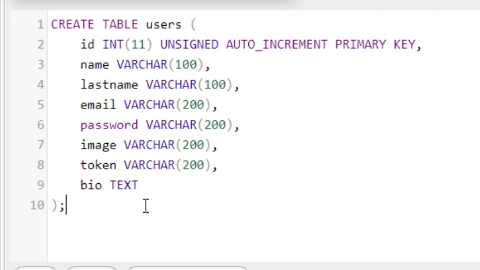 1 CREATE TABLE users (
2 id INT(11) UNSIGNED AUTO_INCREMENT PRIMARY KEY,
3 name VARCHAR(100),
4 lastname VARCHAR(100),
5 email VARCHAR(200),
6 password VARCHAR(200),
7 image VARCHAR(200),
8 token VARCHAR(200),
9 bio TEXT
10 );